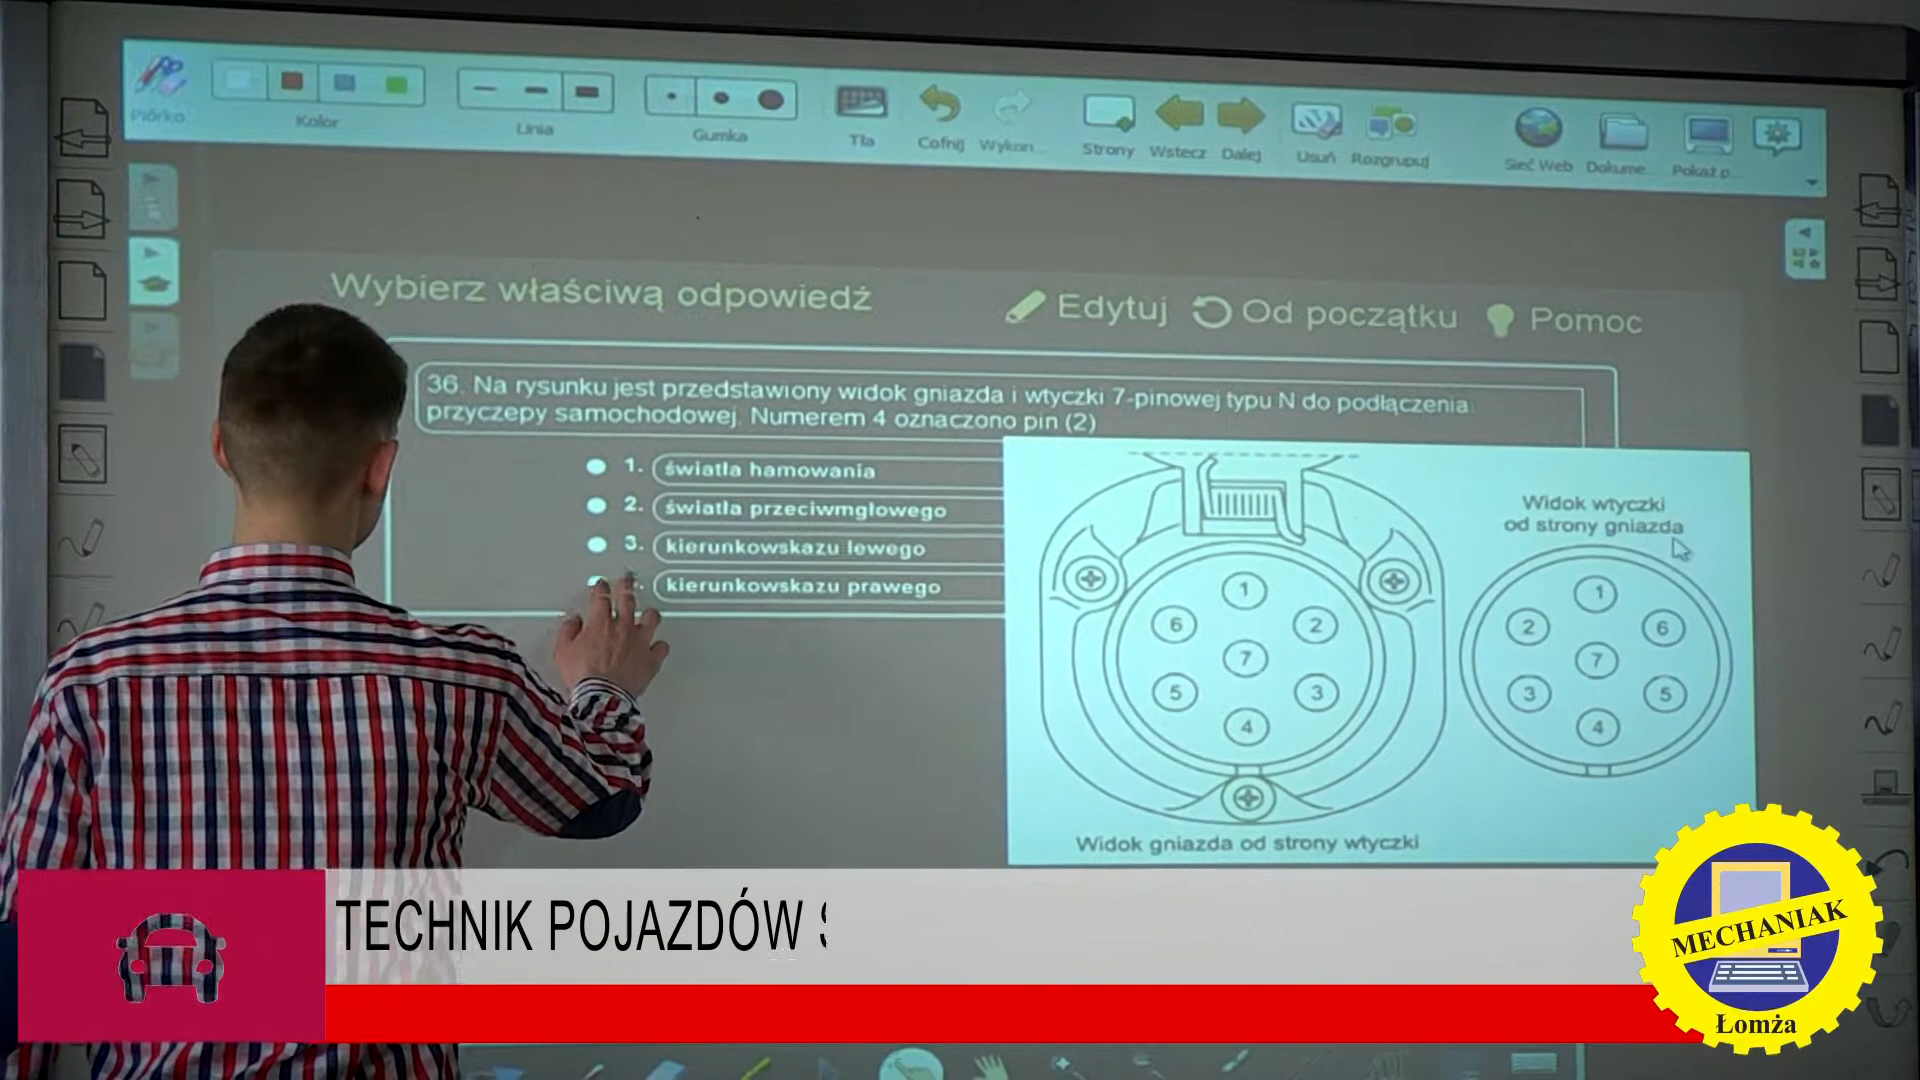 Piórko
Kolor
Linia
Gumka
Tła
Cofnij
Wykon...
Strony
Wstecz
Dalej
Usuń
Rozgrupuj
Sieć Web
Dokume...
Pokaż p...
Wybierz właściwą odpowiedź
Edytuj
Od początku
Pomoc
36. Na rysunku jest przedstawiony widok gniazda i wtyczki 7-pinowej typu N do podłączenia
przyczepy samochodowej. Numerem 4 oznaczono pin (2)
1. światła hamowania
2. światła przeciwmgłowego
3. kierunkowskazu lewego
kierunkowskazu prawego
1
6
2
7
5
3
4
Widok gniazda od strony wtyczki
Widok wtyczki
od strony gniazda
1
2
6
7
3
5
4
TECHNIK POJAZDÓW
MECHANIAK
Łomża